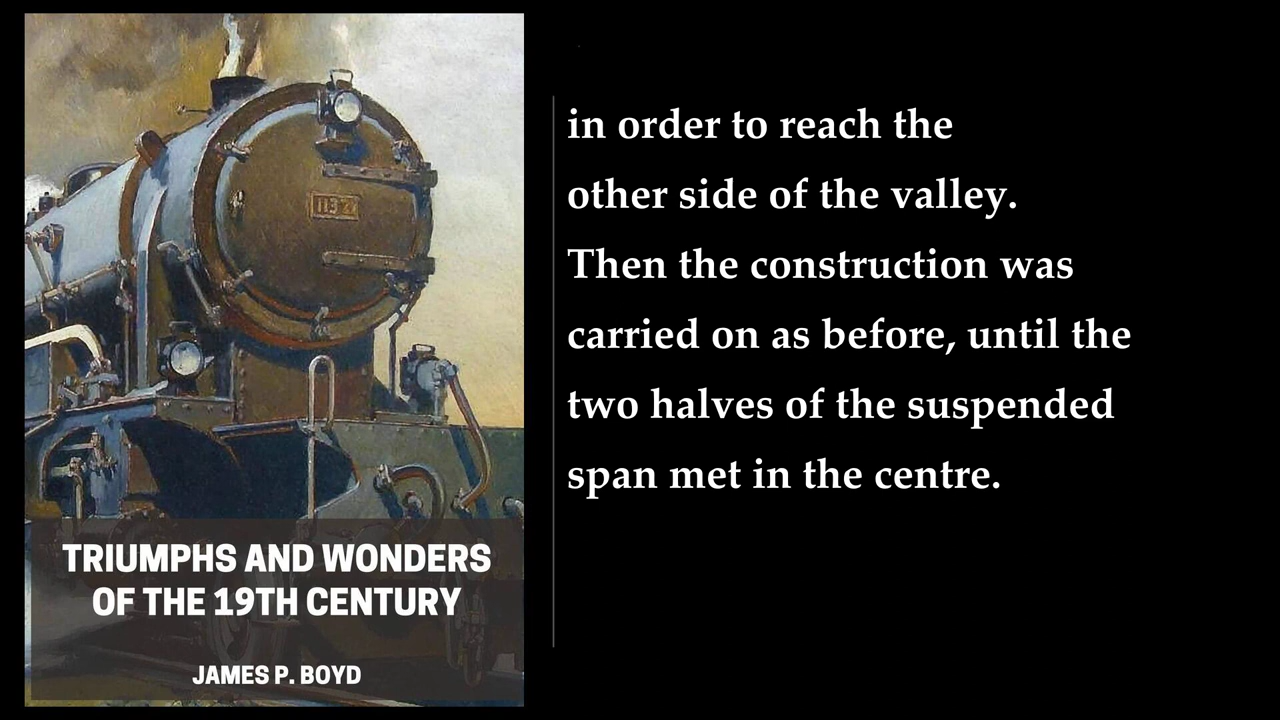 in order to reach the
other side of the valley.
Then the construction was
carried on as before, until the
two halves of the suspended
span met in the centre.
TRIUMPHS AND WONDERS
OF THE 19TH CENTURY
JAMES P. BOYD